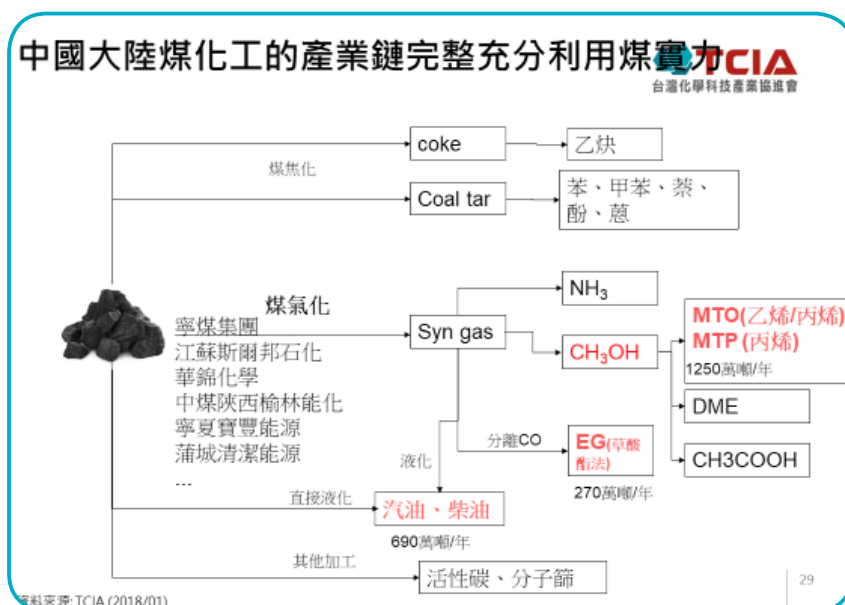 中國大陸煤化工的產業鏈完整充分利用煤實力
TCIA
台灣化學科技產業協進會
煤焦化
coke
乙炔
Coal tar
苯、甲苯、萘、
酚、蒽
煤氣化
寧煤集團
江蘇斯爾邦石化
華錦化學
中煤陝西榆林能化
寧夏寶豐能源
蒲城清潔能源
...
Syn gas
NH3
CH3OH
MTO(乙烯/丙烯)
MTP(丙烯)
1250萬噸/年
DME
CH3COOH
分離CO
EG(草酸
酯法)
270萬噸/年
液化
直接液化
汽油、柴油
690萬噸/年
其他加工
活性碳、分子篩
29
資料來源: TCIA (2018/01)